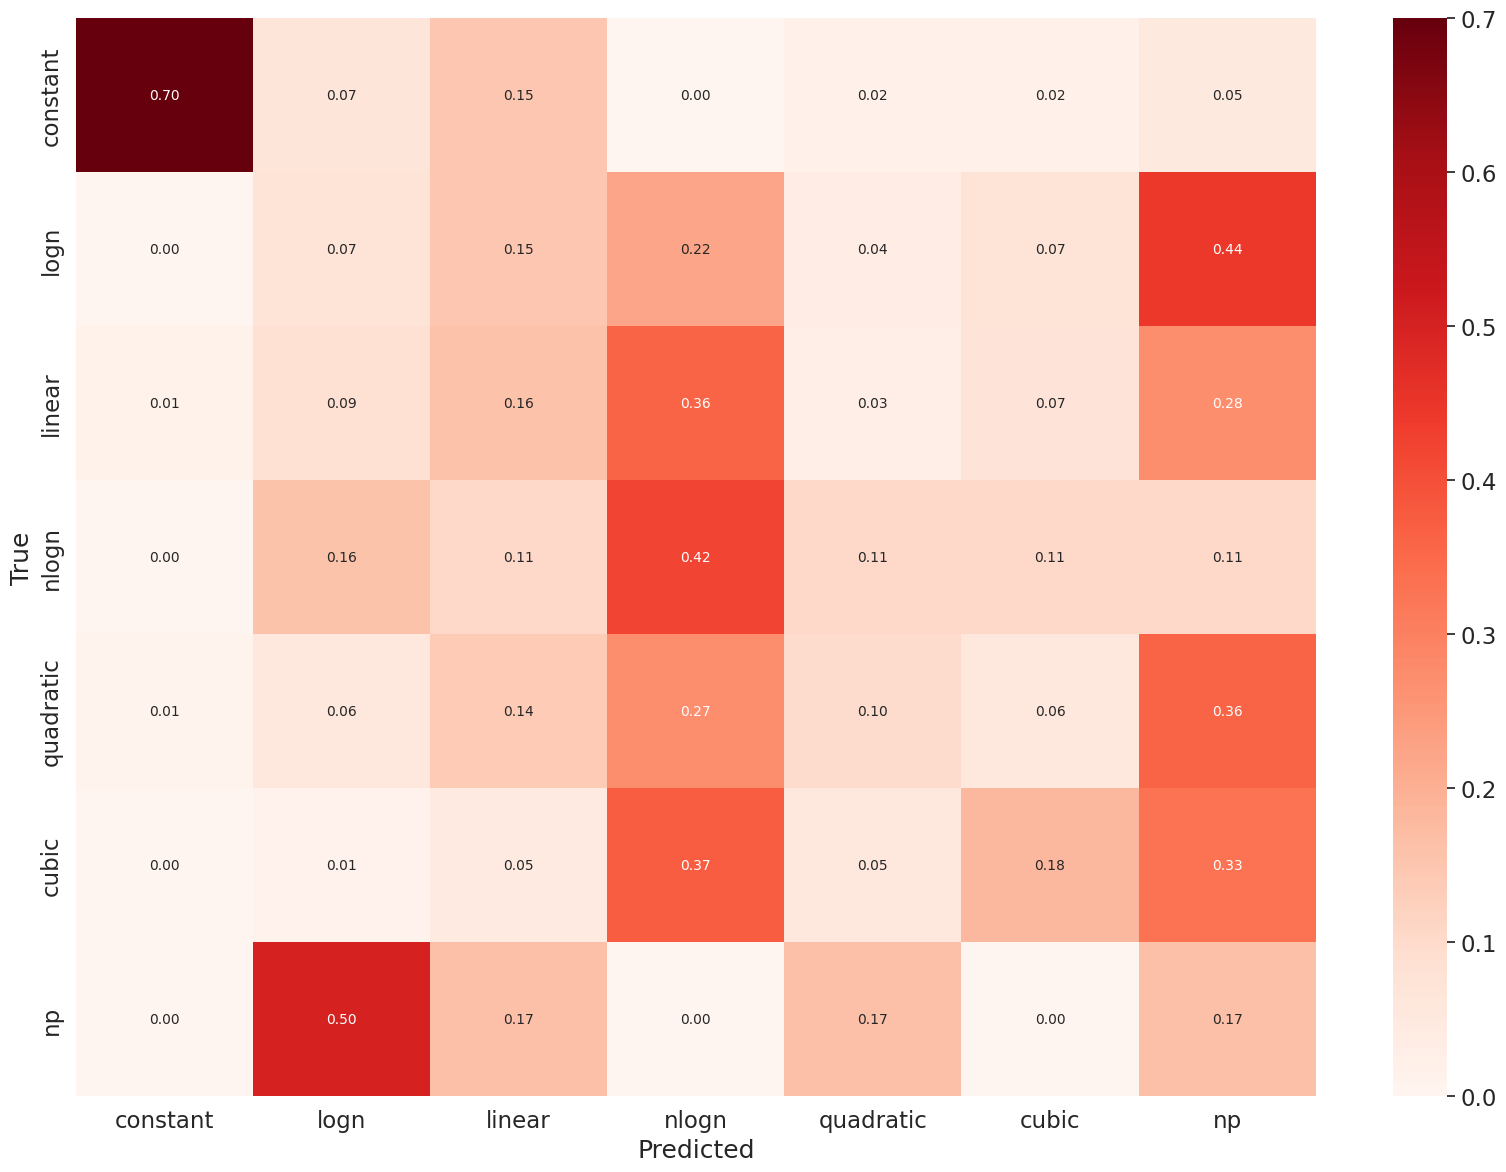 True
constant 0.70 0.07 0.15 0.00 0.02 0.02 0.05
logn 0.00 0.07 0.15 0.22 0.04 0.07 0.44
linear 0.01 0.09 0.16 0.36 0.03 0.07 0.28
nlogn 0.00 0.16 0.11 0.42 0.11 0.11 0.11
quadratic 0.01 0.06 0.14 0.27 0.10 0.06 0.36
cubic 0.00 0.01 0.05 0.37 0.05 0.18 0.33
np 0.00 0.50 0.17 0.00 0.17 0.00 0.17
constant logn linear nlogn quadratic cubic np
Predicted
0.7
0.6
0.5
0.4
0.3
0.2
0.1
0.0